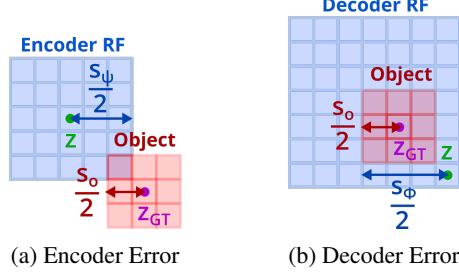 Encoder RF
S_ψ
2
Z
Object
S_o
2
Z_GT
(a) Encoder Error
Decoder RF
Object
S_o
2
Z_GT
Z
S_Φ
2
(b) Decoder Error